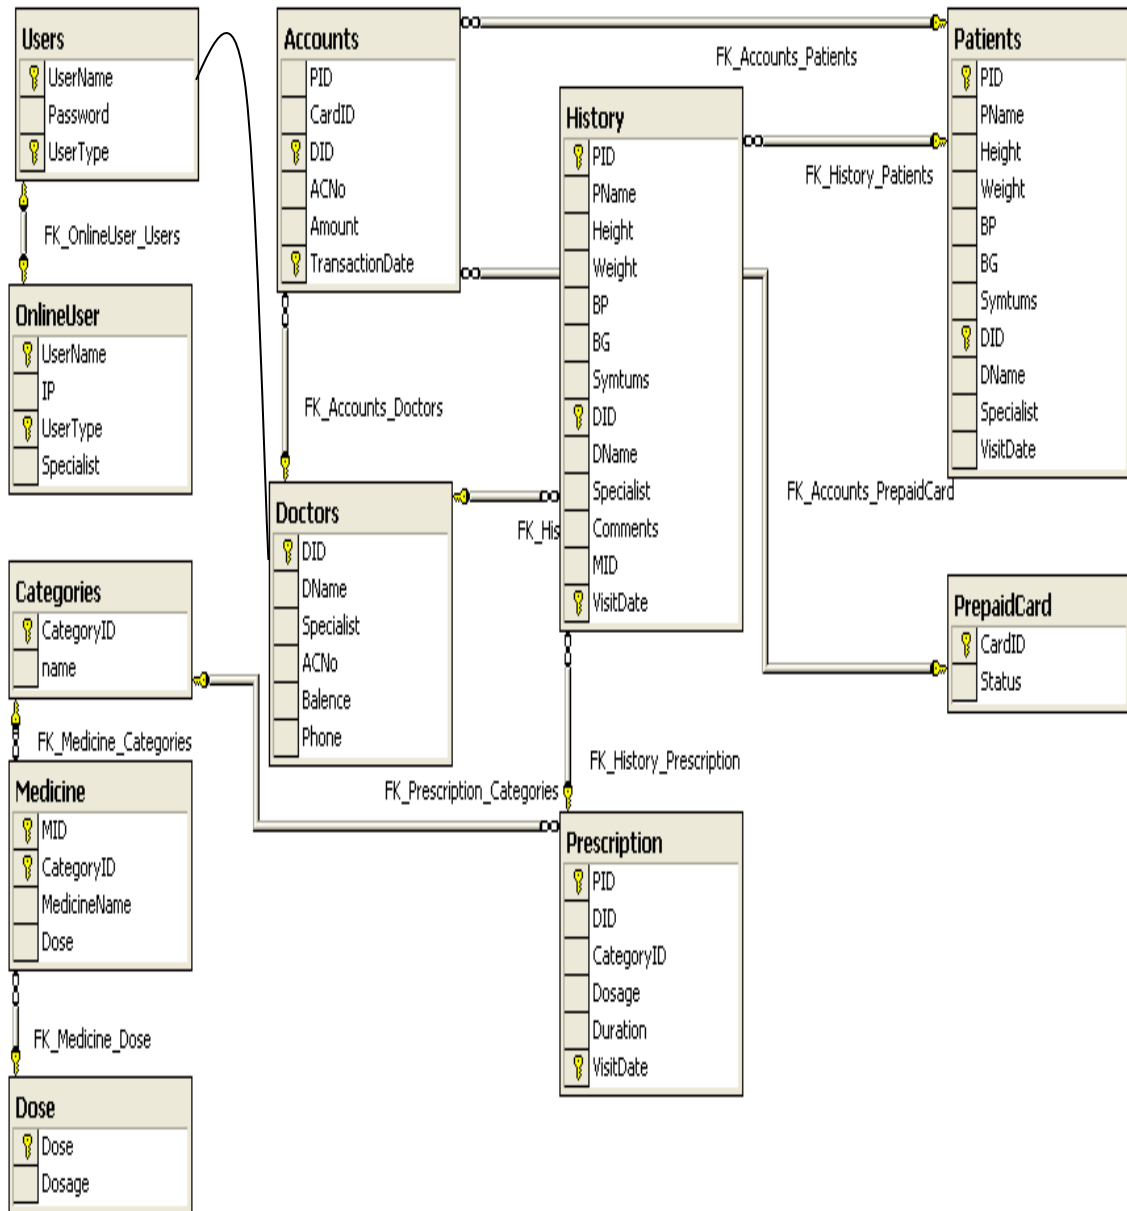 Users
UserName
Password
UserType
FK_OnlineUser_Users
OnlineUser
UserName
IP
UserType
Specialist
Categories
CategoryID
name
FK_Medicine_Categories
Medicine
MID
CategoryID
MedicineName
Dose
FK_Medicine_Dose
Dose
Dose
Dosage
Accounts
PID
CardID
DID
ACNo
Amount
TransactionDate
FK_Accounts_Doctors
Doctors
DID
DName
Specialist
ACNo
Balence
Phone
FK_Accounts_Patients
History
PID
PName
Height
Weight
BP
BG
Symtums
DID
DName
Specialist
Comments
MID
VisitDate
FK_His
FK_History_Patients
FK_History_Prescription
FK_Prescription_Categories
Prescription
PID
DID
CategoryID
Dosage
Duration
VisitDate
Patients
PID
PName
Height
Weight
BP
BG
Symtums
DID
DName
Specialist
VisitDate
FK_Accounts_PrepaidCard
PrepaidCard
CardID
Status